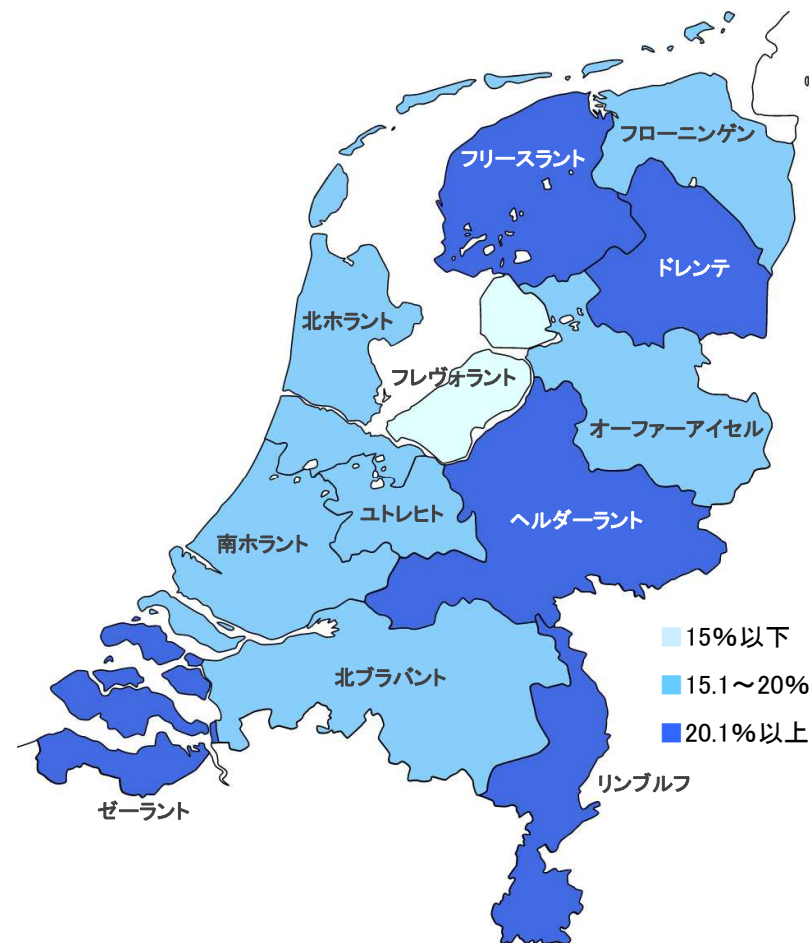 フローニンゲン
フリースラント
ドレンテ
北ホラント
フレヴォラント
オーファーアイセル
ユトレヒト
ヘルダーラント
南ホラント
15%以下
北ブラバント
15.1～20%
20.1%以上
リンブルフ
ゼーラント